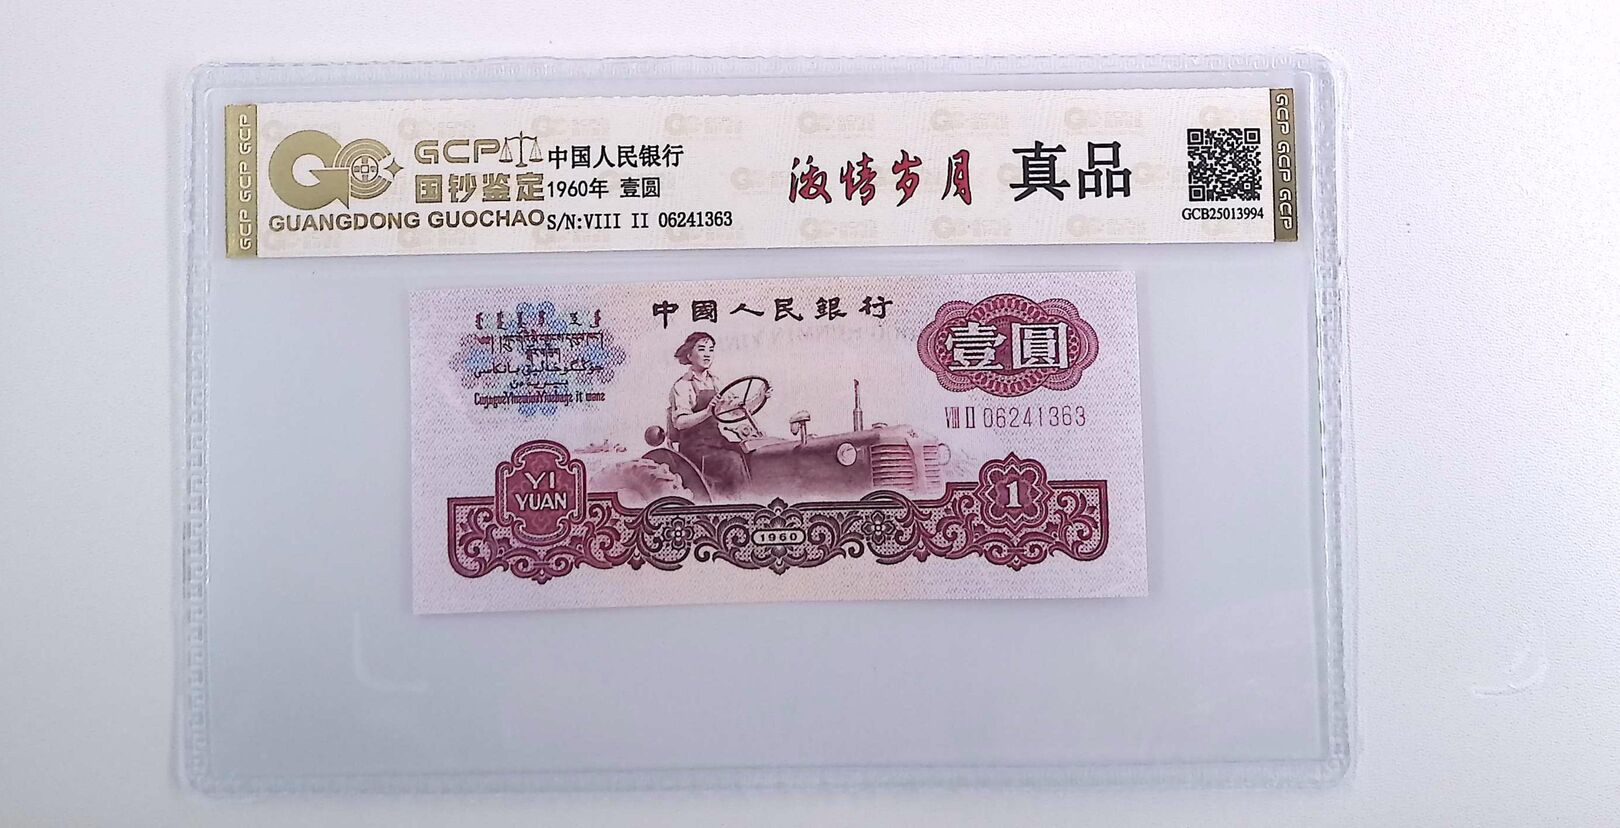 GCP
国钞鉴定
GUANGDONG GUOCHAO
中国人民银行
1960年 壹圆
S/N:VIII II 06241363
激情岁月
真品
GCB25013994
GCP GCP GCP
GCP GCP GCP
中國人民銀行
壹圓
VIII II 06241363
YI
YUAN
1
1960